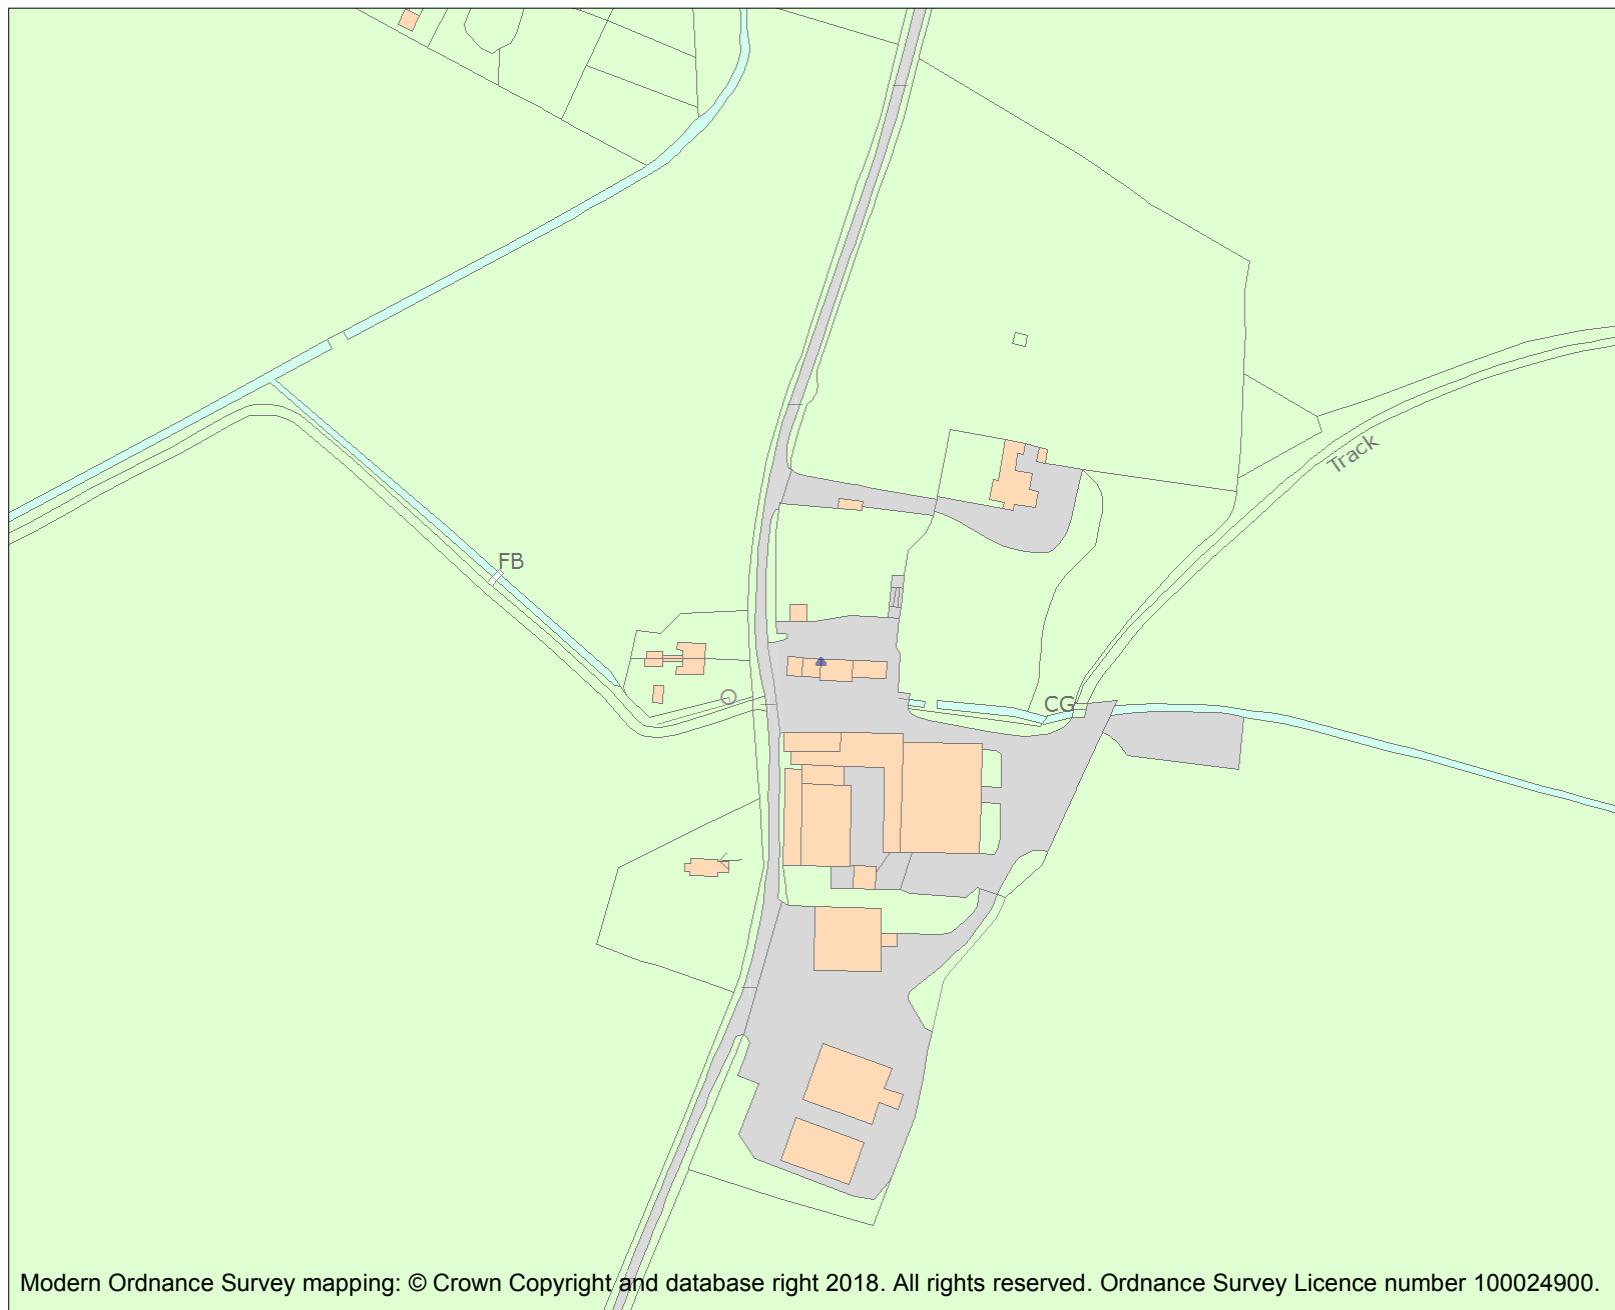 Track
FB
CG
Modern Ordnance Survey mapping: © Crown Copyright and database right 2018. All rights reserved. Ordnance Survey Licence number 100024900.